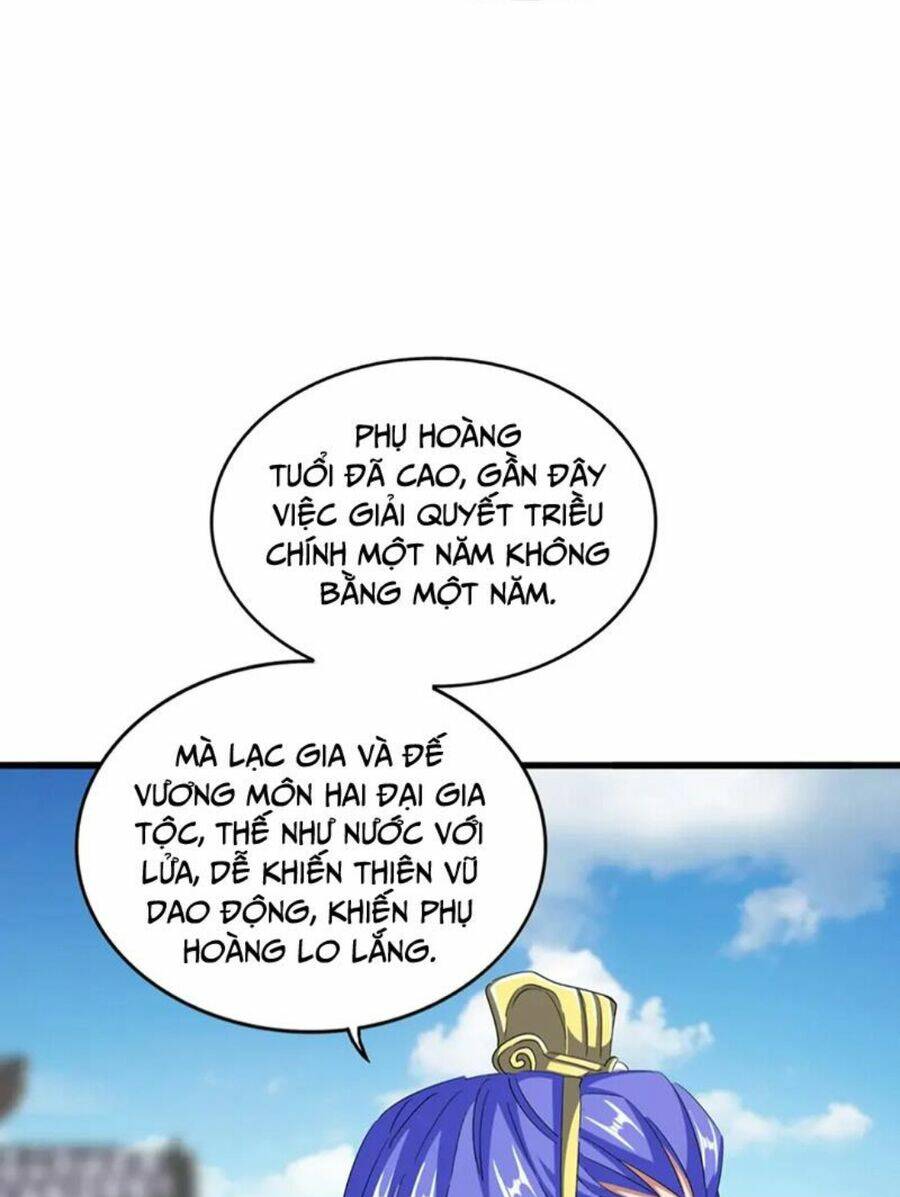 PHỤ HOÀNG
TUỔI ĐÃ CAO, GẦN ĐÂY
VIỆC GIẢI QUYẾT TRIỀU
CHÍNH MỘT NĂM KHÔNG
BẰNG MỘT NĂM.
MÀ LẠC GIA VÀ ĐẾ
VƯƠNG MÔN HAI ĐẠI GIA
TỘC, THẾ NHƯ NƯỚC VỚI
LỬA, DỄ KHIẾN THIÊN VŨ
DAO ĐỘNG, KHIẾN PHỤ
HOÀNG LO LẮNG.